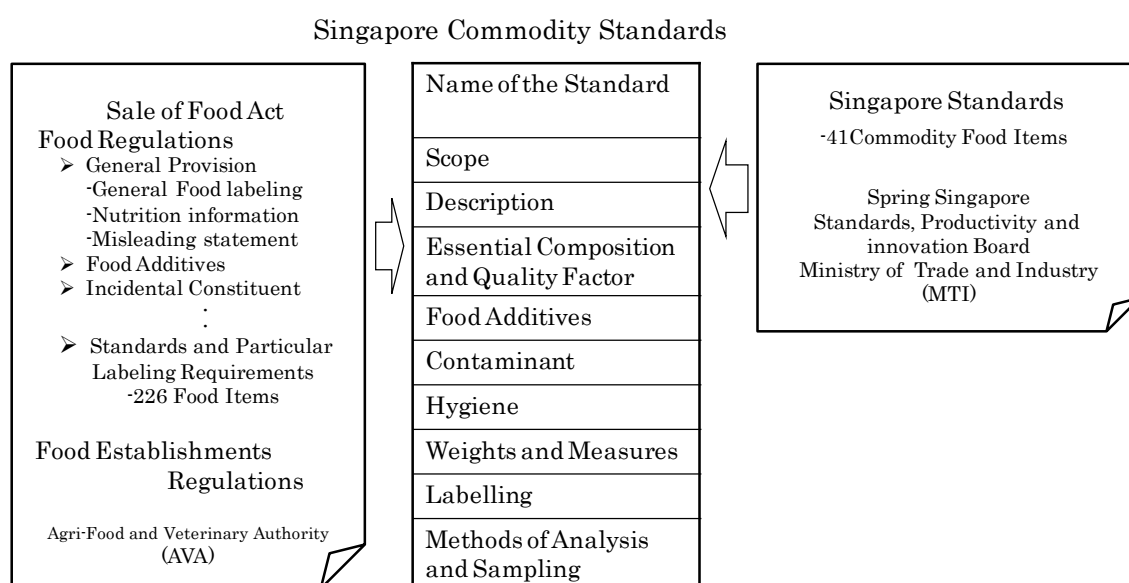 Singapore Commodity Standards
Sale of Food Act
Food Regulations
➢ General Provision
-General Food labeling
-Nutrition information
-Misleading statement
➢ Food Additives
➢ Incidental Constituent
.
.
➢ Standards and Particular
Labeling Requirements
-226 Food Items
Food Establishments
Regulations
Agri-Food and Veterinary Authority
(AVA)
Name of the Standard
Scope
Description
Essential Composition
and Quality Factor
Food Additives
Contaminant
Hygiene
Weights and Measures
Labelling
Methods of Analysis
and Sampling
Singapore Standards
-41Commodity Food Items
Spring Singapore
Standards, Productivity and
innovation Board
Ministry of Trade and Industry
(MTI)